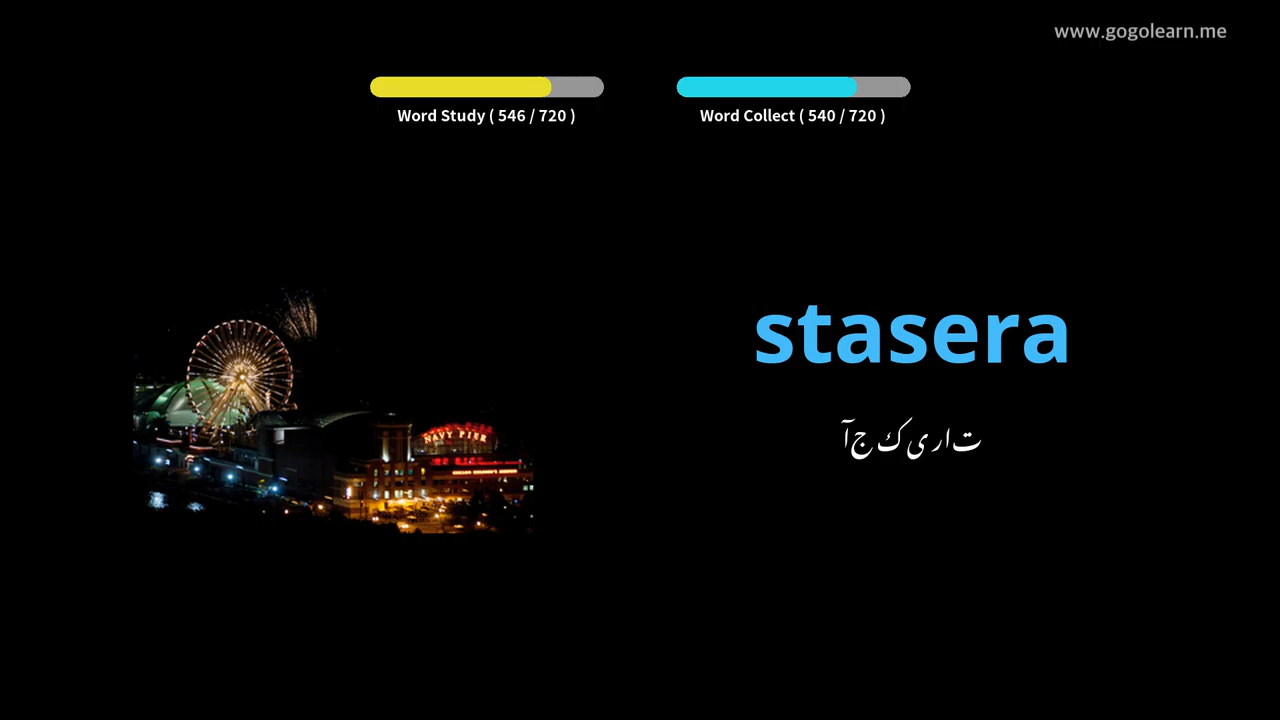 www.gogolearn.me
Word Study ( 546 / 720 )
Word Collect ( 540 / 720 )
stasera
آج کی رات
NAVY PIER